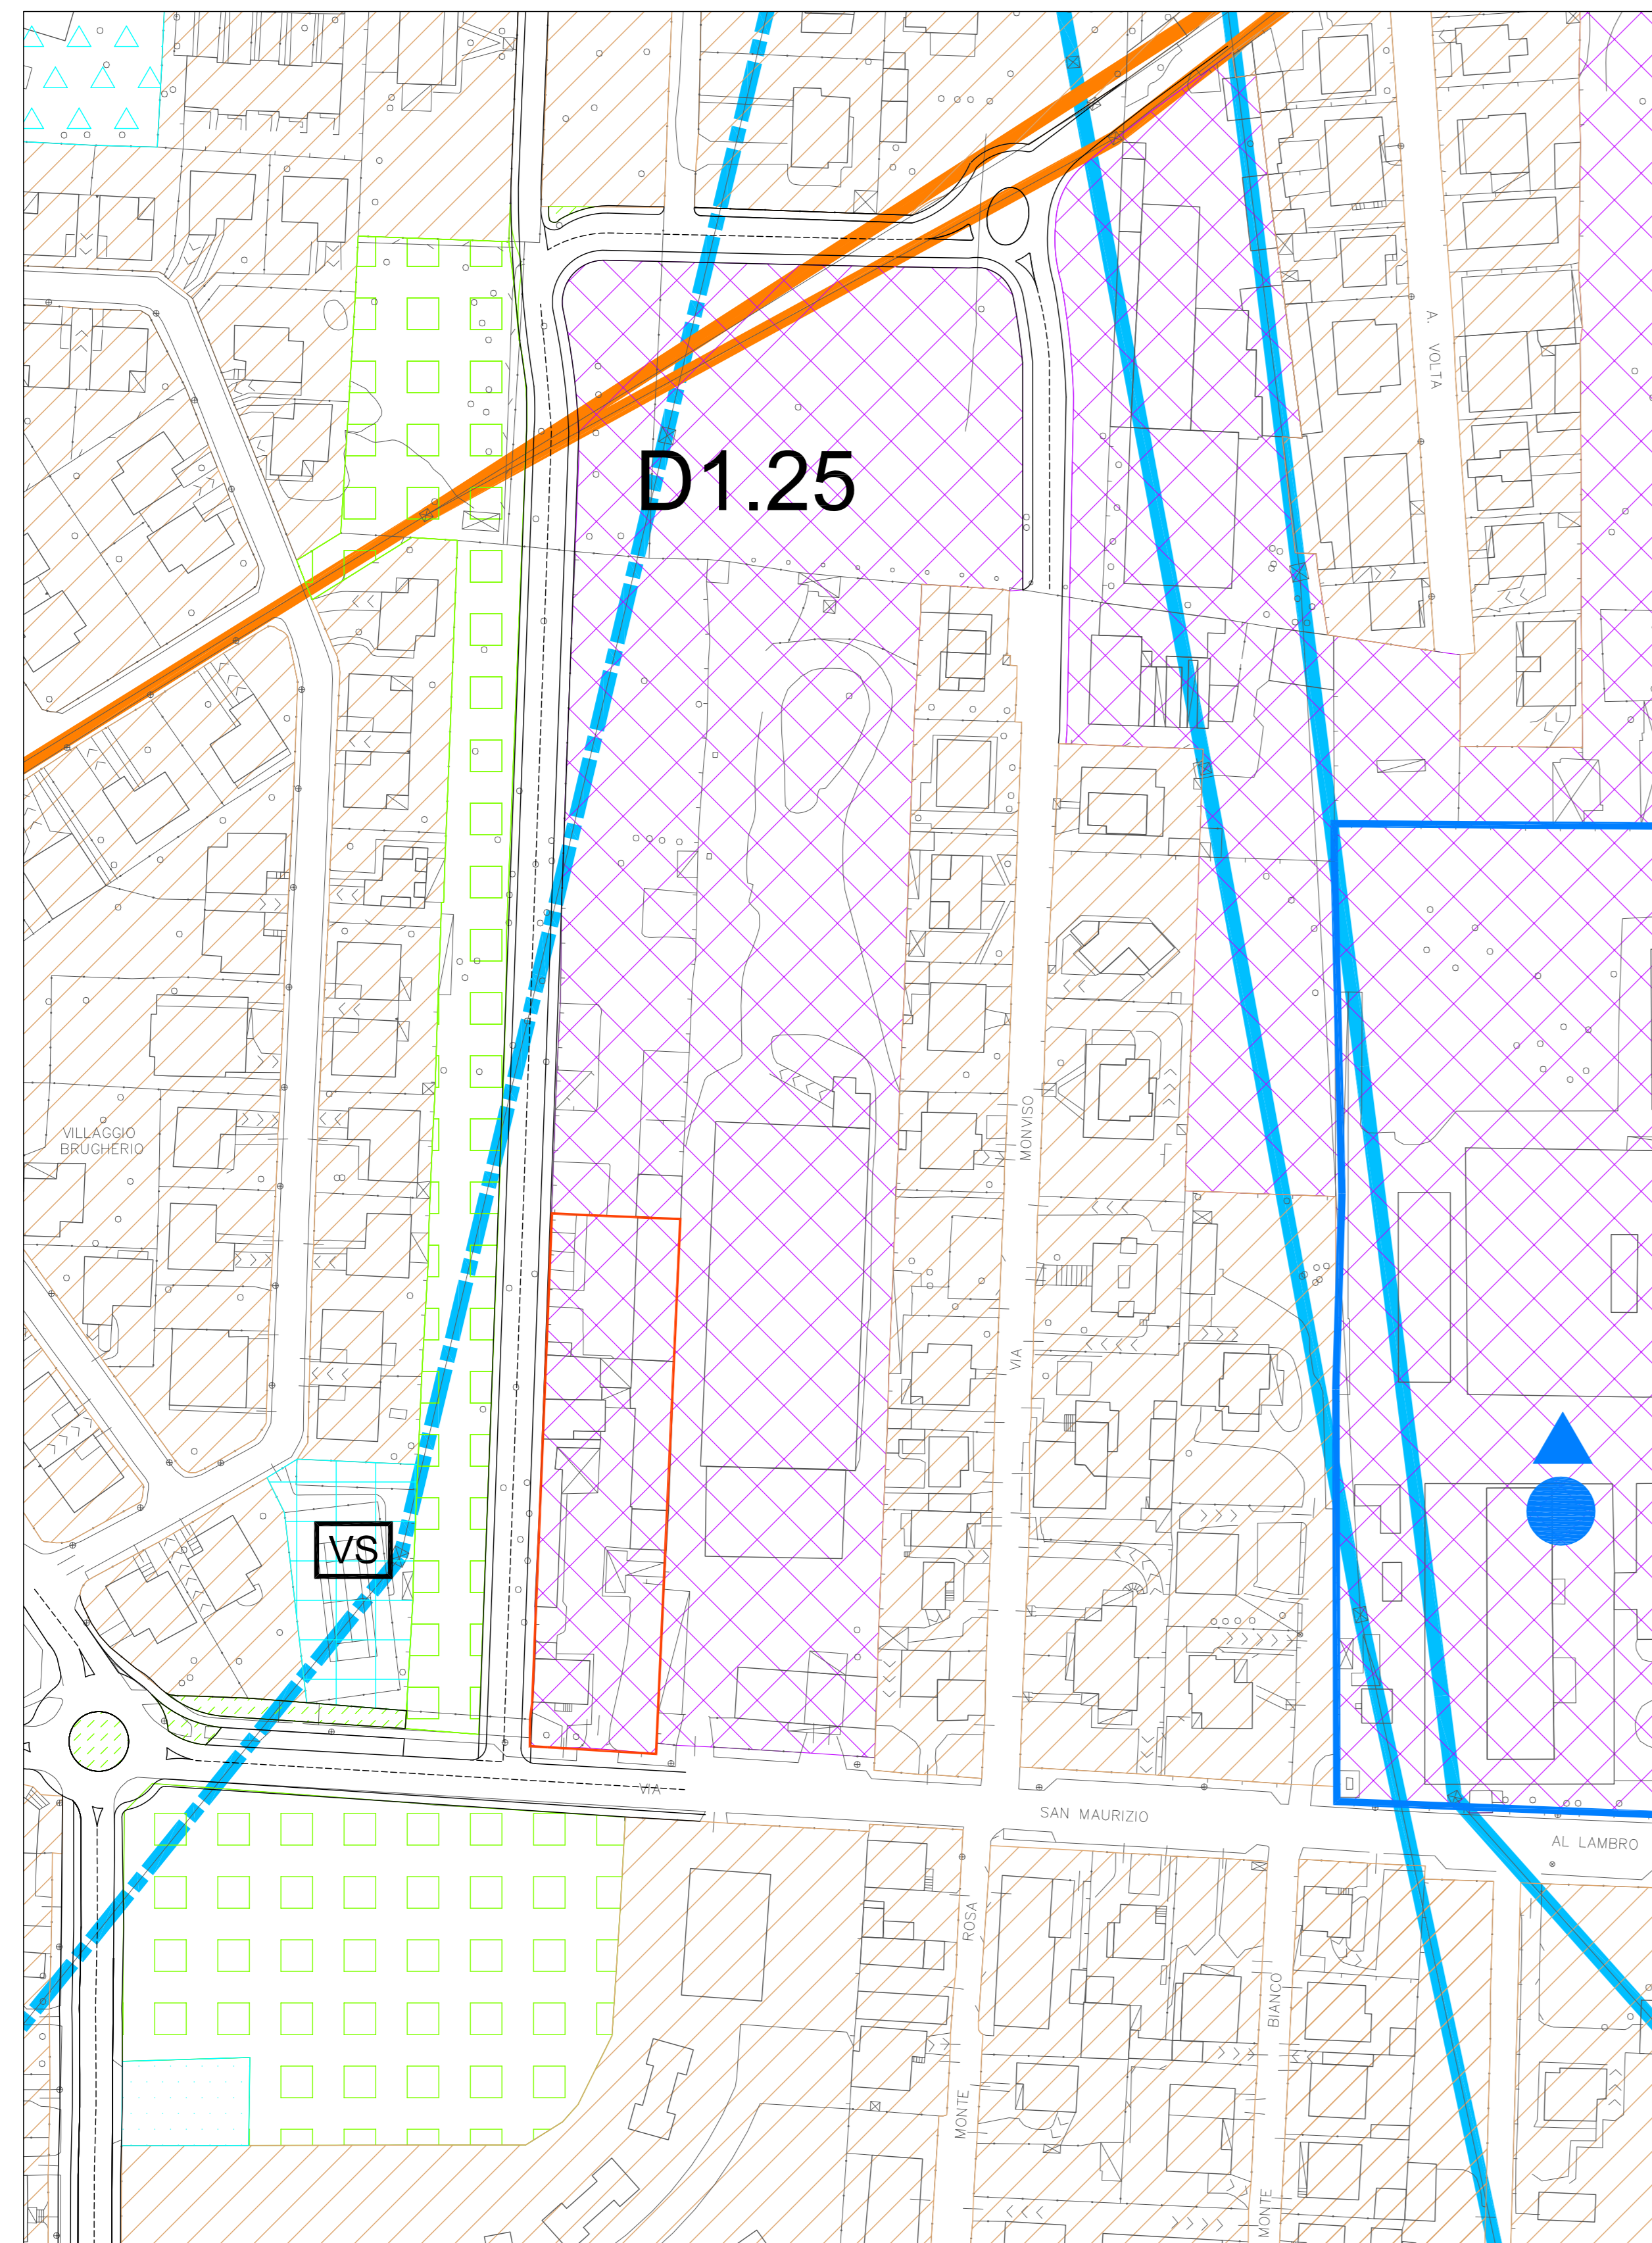 A. VOLTA
D1.25
MONVISO
VILLAGGIO
BRUGHERIO
VIA
VS
VIA
SAN MAURIZIO
AL LAMBRO
ROSA
BIANCO
MONTE
MONTE